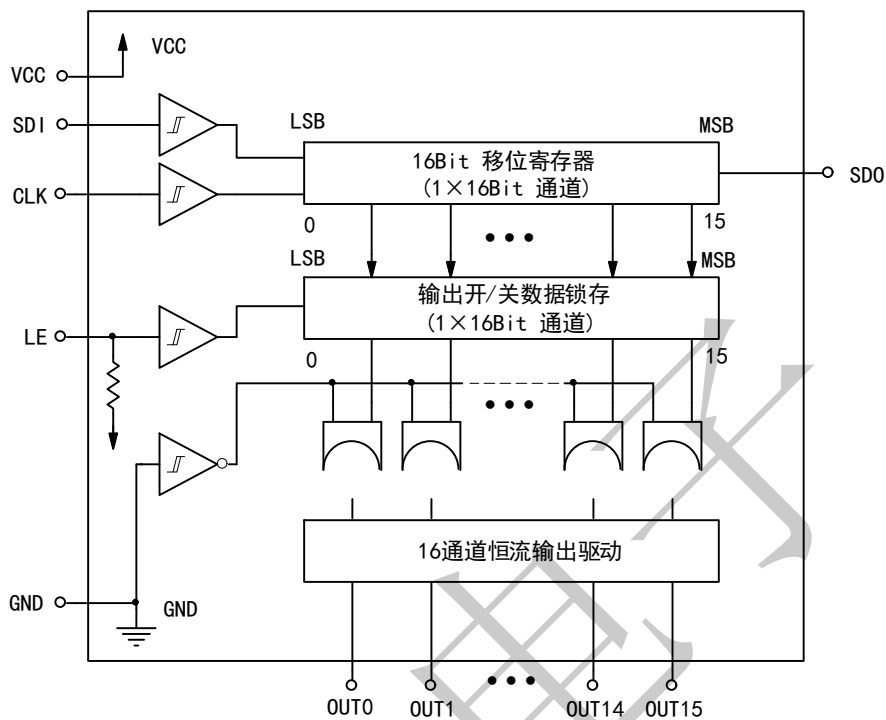 VCC
VCC
SDI
LSB
MSB
16Bit 移位寄存器
(1×16Bit 通道)
SDO
CLK
0
15
LSB
MSB
输出开/关数据锁存
(1×16Bit 通道)
LE
0
15
16通道恒流输出驱动
GND
GND
OUT0
OUT1
OUT14
OUT15